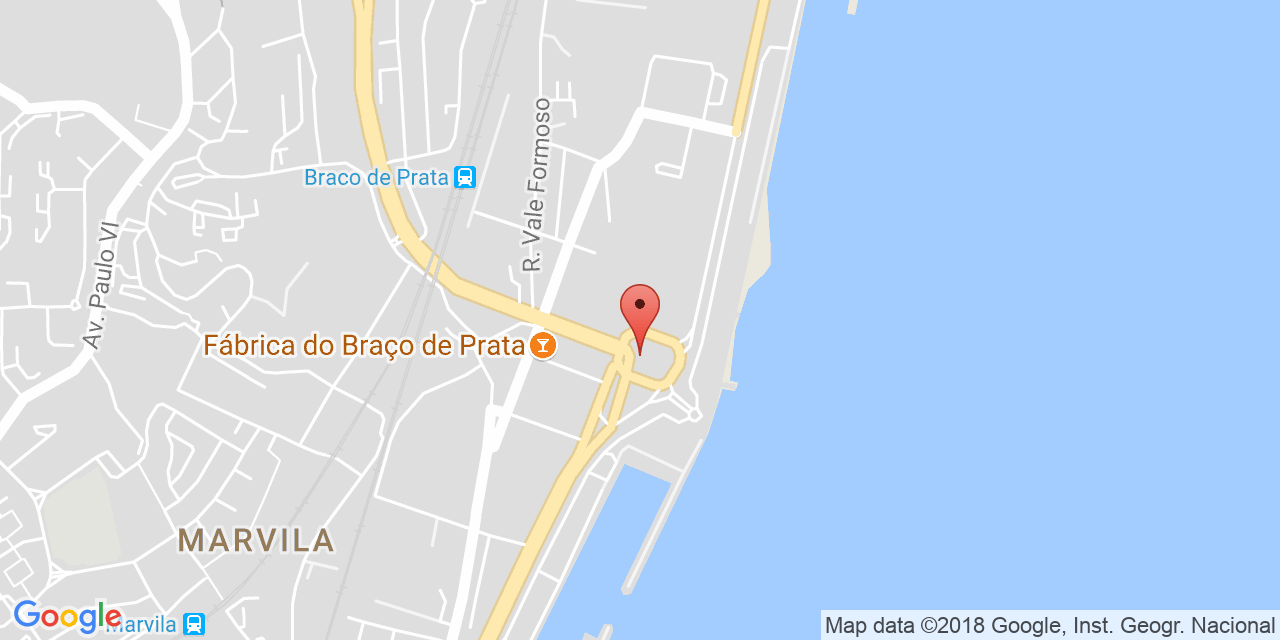 Braco de Prata
R. Vale Formoso
Av. Paulo VI
Fábrica do Braço de Prata
MARVILA
Google
Marvila
Map data ©2018 Google, Inst. Geogr. Nacional